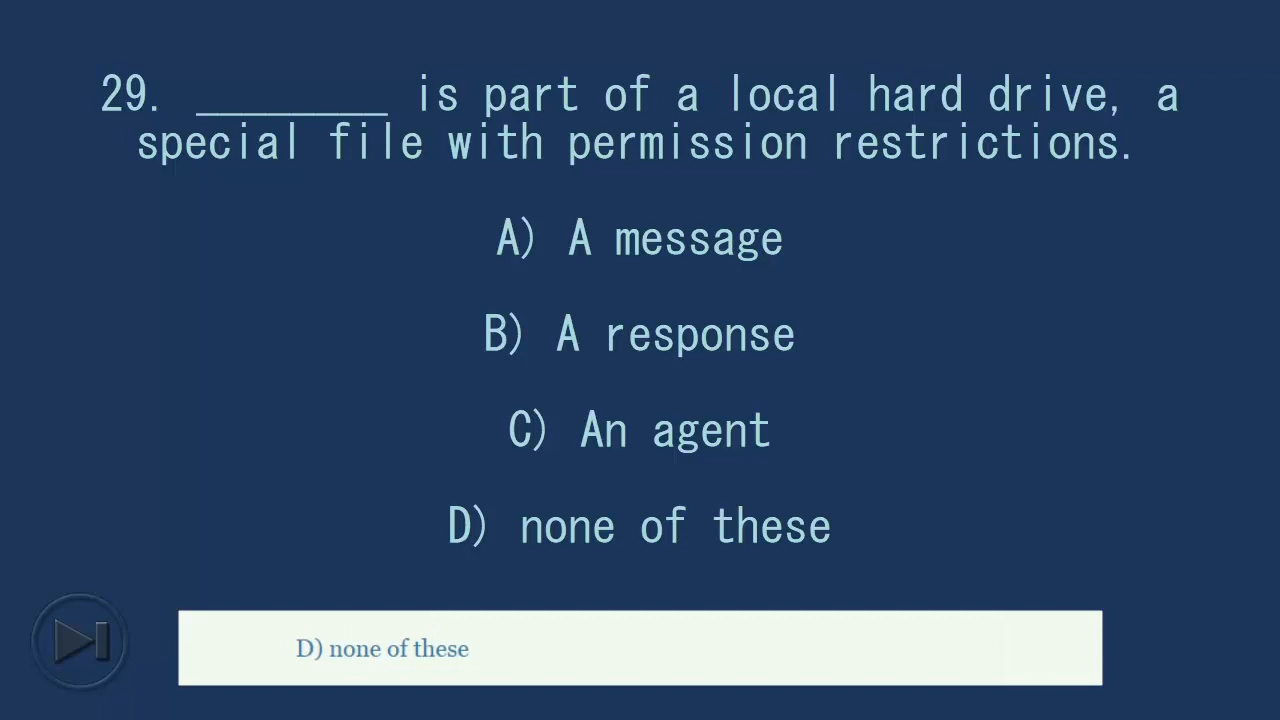 29. ________ is part of a local hard drive, a
special file with permission restrictions.
A) A message
B) A response
C) An agent
D) none of these
D) none of these